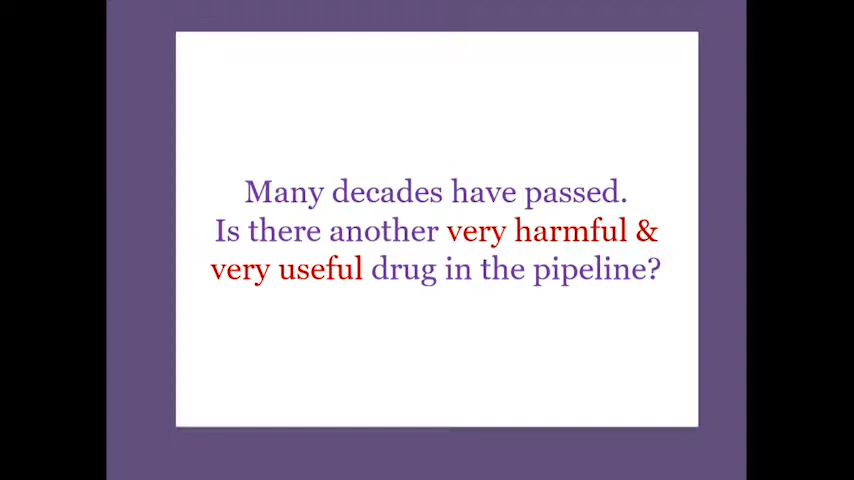 Many decades have passed.
Is there another very harmful &
very useful drug in the pipeline?